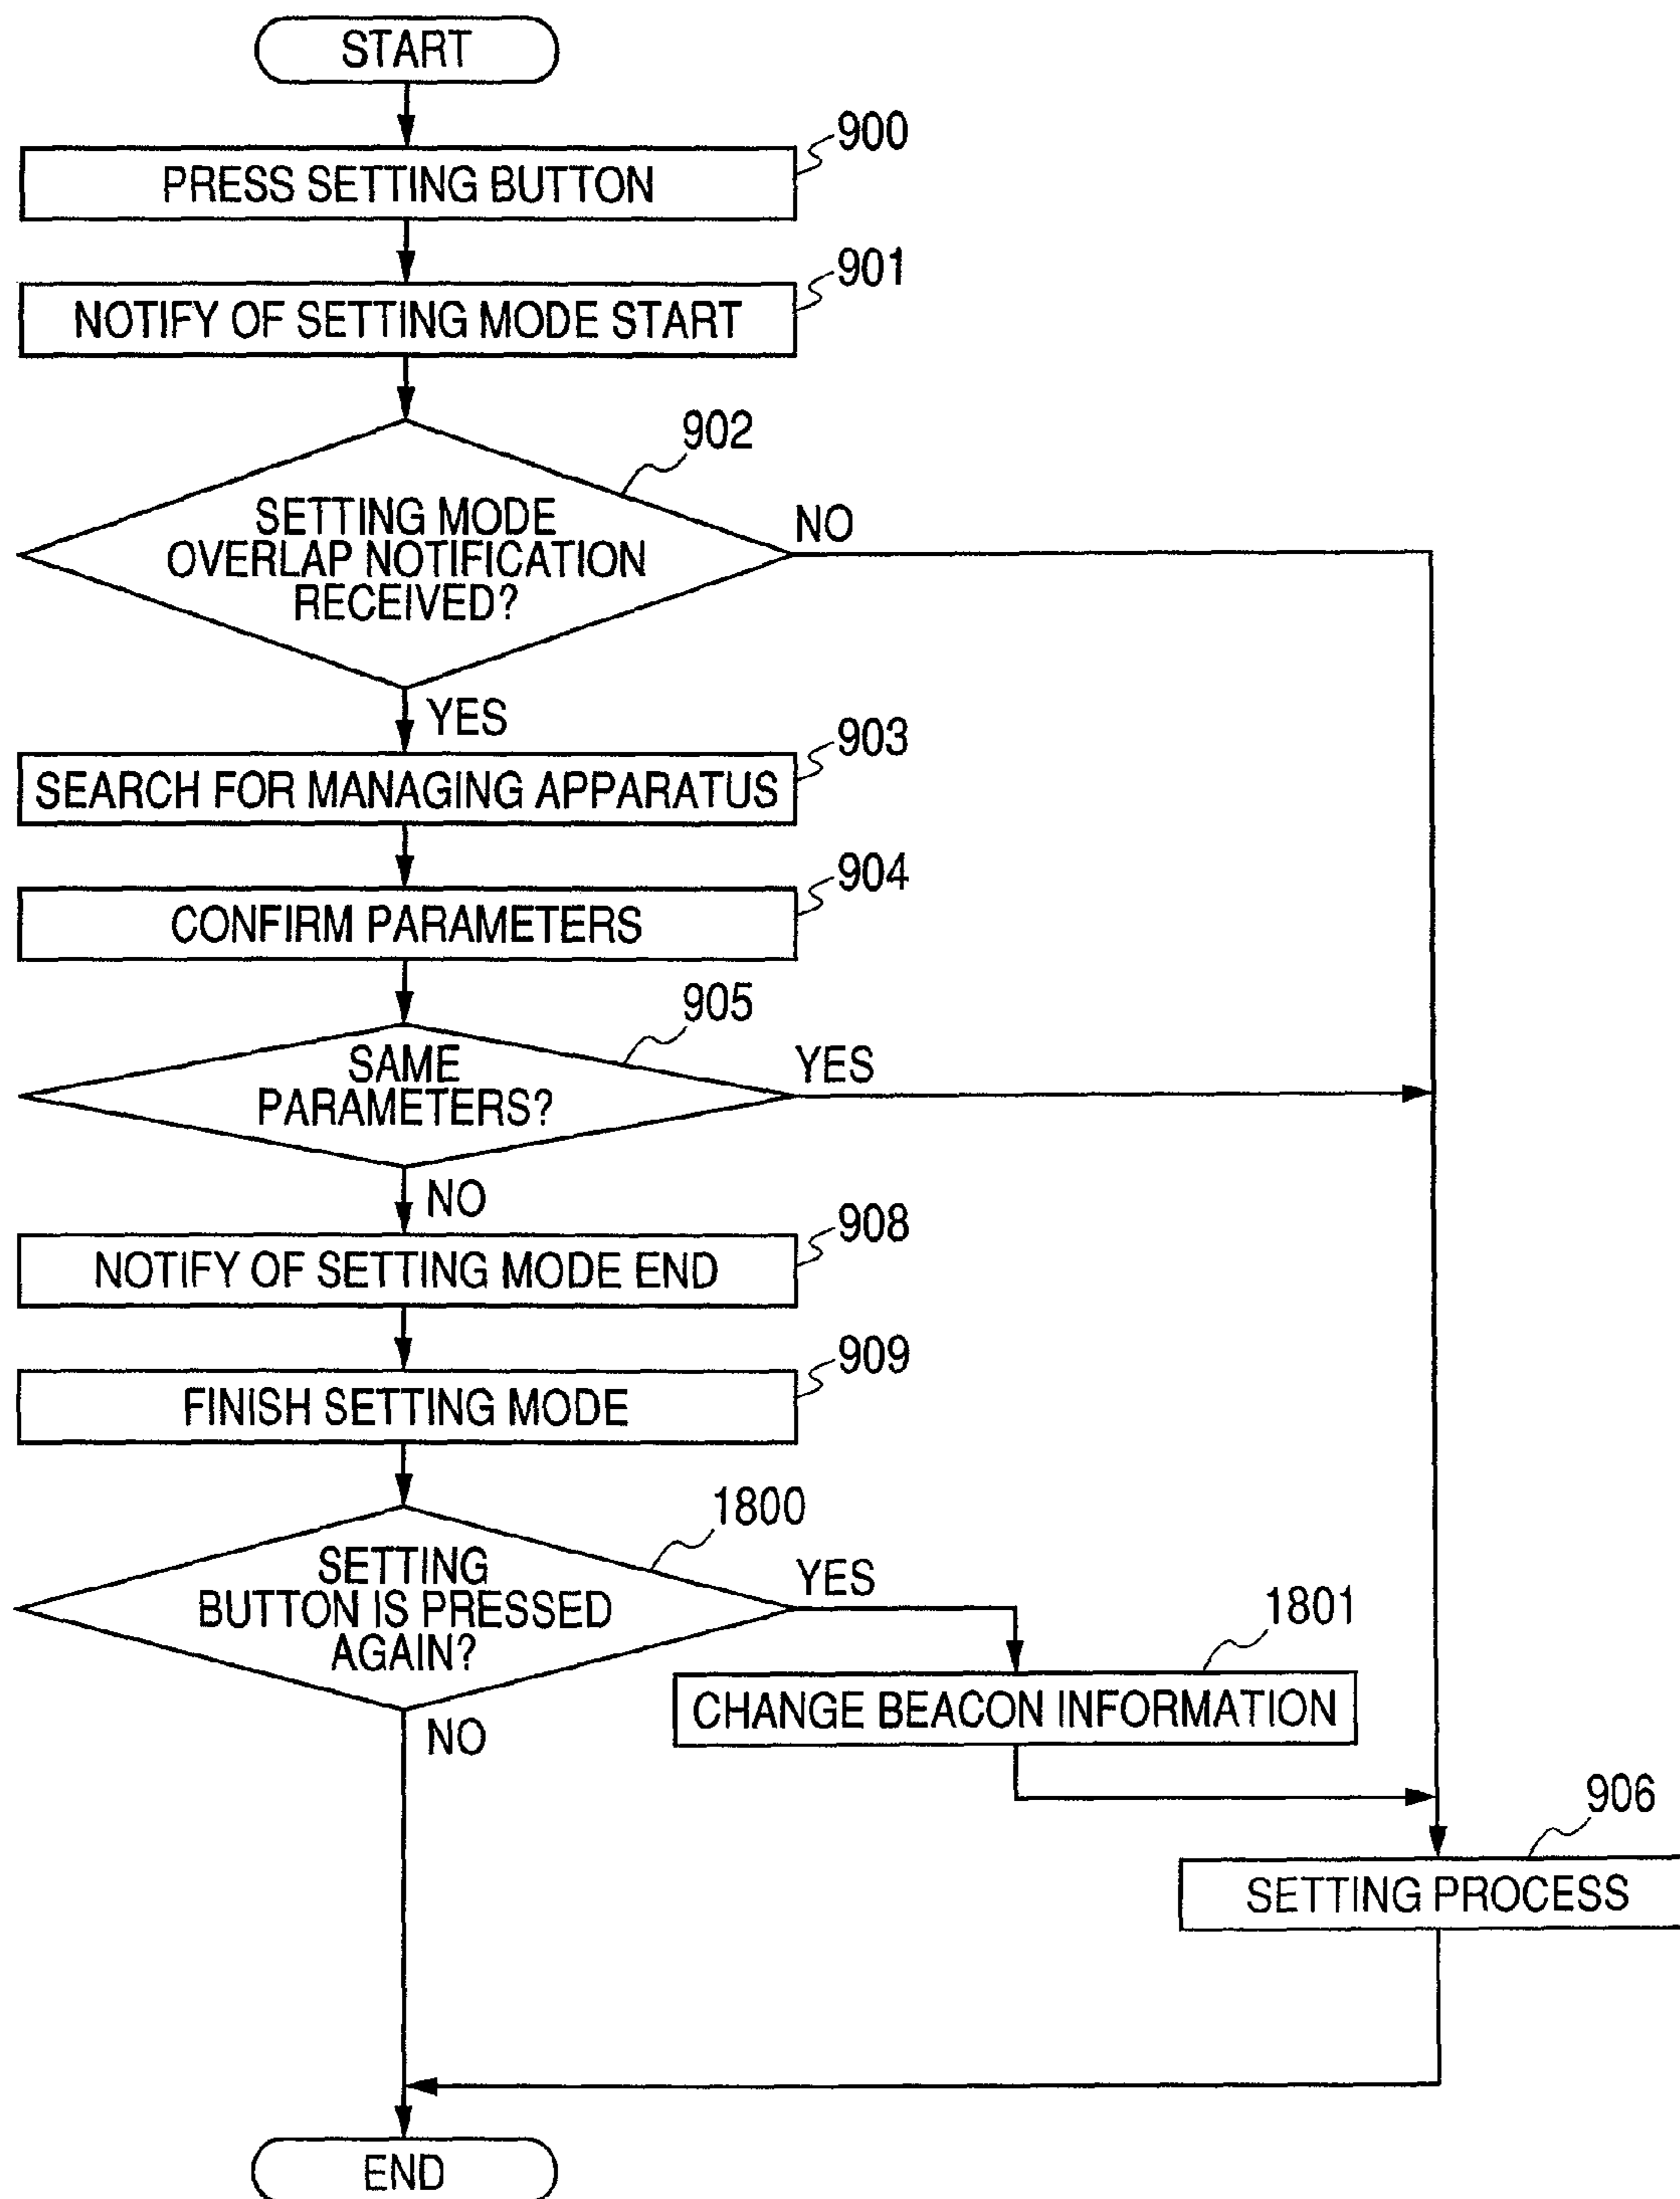 START
900
PRESS SETTING BUTTON
901
NOTIFY OF SETTING MODE START
902
SETTING MODE
OVERLAP NOTIFICATION
RECEIVED?
NO
YES
903
SEARCH FOR MANAGING APPARATUS
904
CONFIRM PARAMETERS
905
SAME
PARAMETERS?
YES
NO
908
NOTIFY OF SETTING MODE END
909
FINISH SETTING MODE
1800
SETTING
BUTTON IS PRESSED
AGAIN?
YES
1801
CHANGE BEACON INFORMATION
NO
906
SETTING PROCESS
END